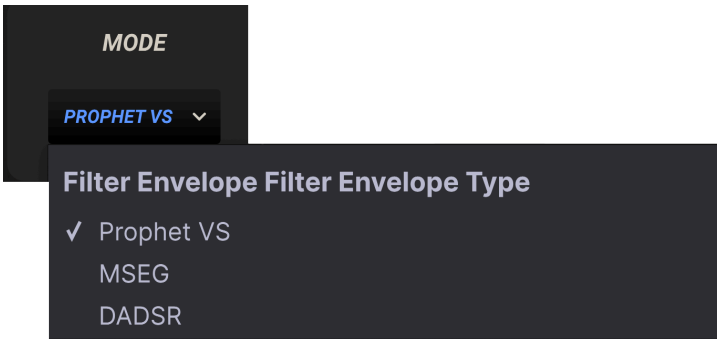 MODE
PROPHET VS
Filter Envelope Filter Envelope Type
Prophet VS
MSEG
DADSR